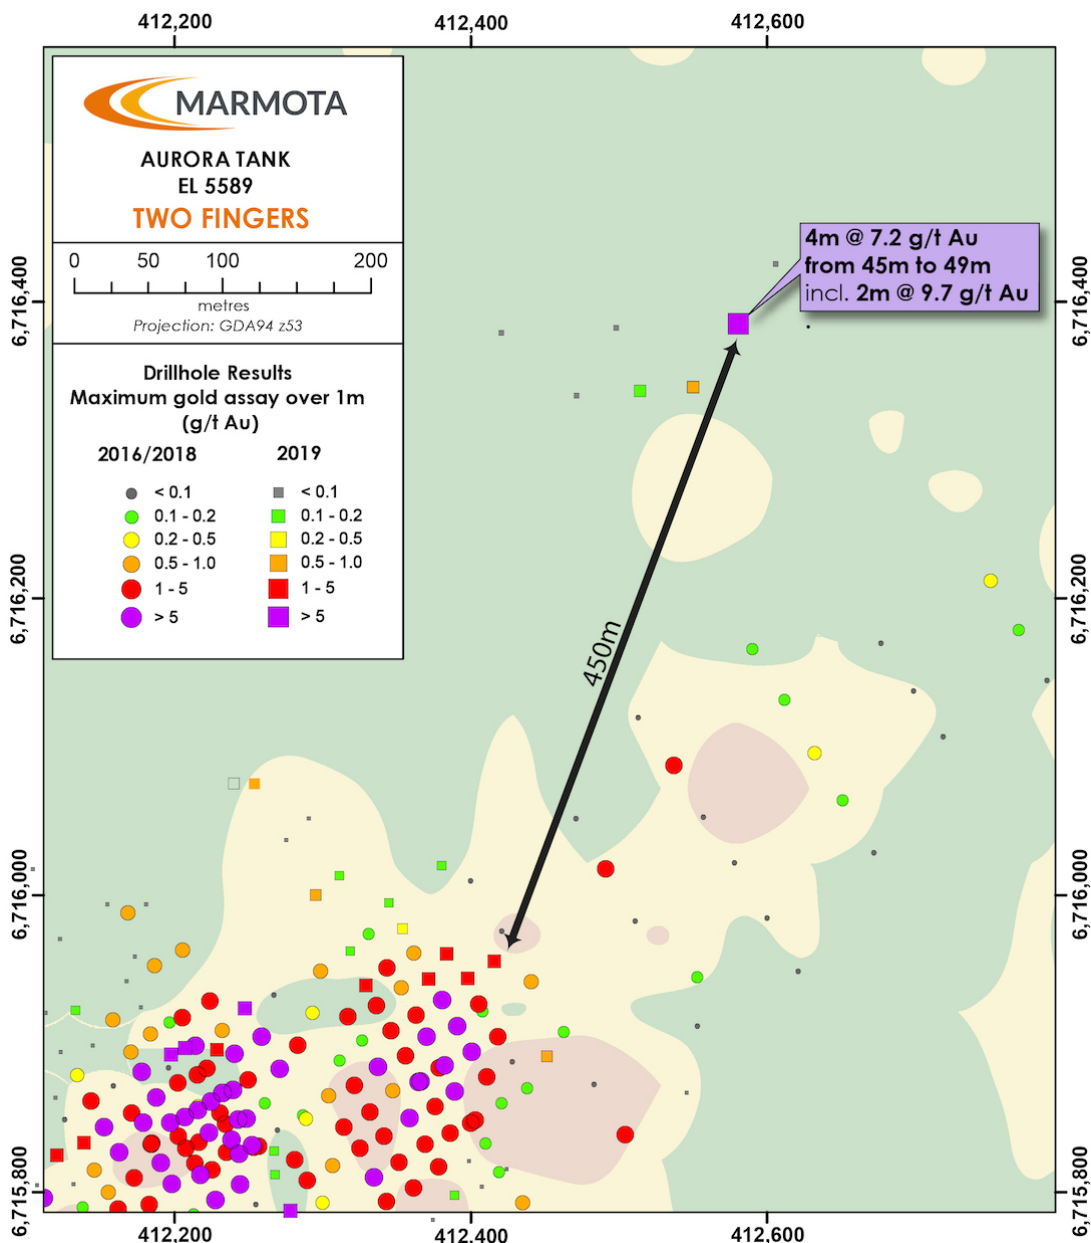 412,200 412,400 412,600
MARMOTA
AURORA TANK
EL 5589
TWO FINGERS
0 50 100 200
metres
Projection: GDA94 z53
Drillhole Results
Maximum gold assay over 1m
(g/t Au)
2016/2018 2019
< 0.1 < 0.1
0.1 - 0.2 0.1 - 0.2
0.2 - 0.5 0.2 - 0.5
0.5 - 1.0 0.5 - 1.0
1 - 5 1 - 5
> 5 > 5
4m @ 7.2 g/t Au
from 45m to 49m
incl. 2m @ 9.7 g/t Au
450m
6,716,400 6,716,400
6,716,200 6,716,200
6,716,000 6,716,000
6,715,800 6,715,800
412,200 412,400 412,600